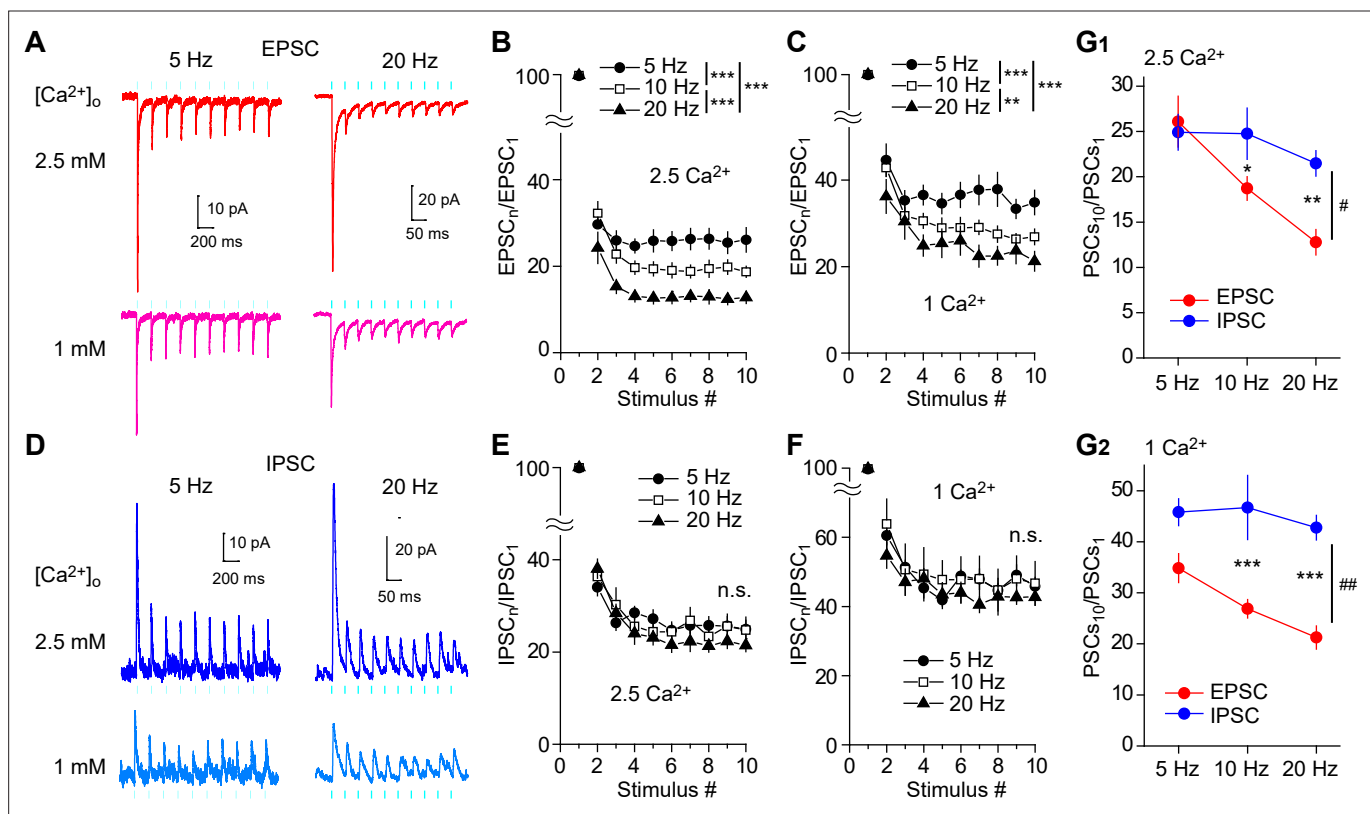 A
EPSC
5 Hz
20 Hz
[Ca²⁺]ₒ
2.5 mM
10 pA
200 ms
20 pA
50 ms
1 mM
B
100
5 Hz
10 Hz
20 Hz
***
***
***
40
20
0
EPSCₙ/EPSC₁
2.5 Ca²⁺
0 2 4 6 8 10
Stimulus #
C
100
5 Hz
10 Hz
20 Hz
***
**
***
40
20
0
EPSCₙ/EPSC₁
1 Ca²⁺
0 2 4 6 8 10
Stimulus #
G1
2.5 Ca²⁺
30
25
20
15
10
5
0
PSCs₁₀/PSCs₁
*
**
#
EPSC
IPSC
5 Hz 10 Hz 20 Hz
D
IPSC
5 Hz
20 Hz
[Ca²⁺]ₒ
10 pA
200 ms
20 pA
50 ms
2.5 mM
1 mM
E
100
5 Hz
10 Hz
20 Hz
40
20
0
IPSCₙ/IPSC₁
n.s.
2.5 Ca²⁺
0 2 4 6 8 10
Stimulus #
F
100
1 Ca²⁺
60
40
20
0
IPSCₙ/IPSC₁
n.s.
5 Hz
10 Hz
20 Hz
0 2 4 6 8 10
Stimulus #
G2
1 Ca²⁺
50
40
30
20
10
0
PSCs₁₀/PSCs₁
***
***
##
EPSC
IPSC
5 Hz 10 Hz 20 Hz